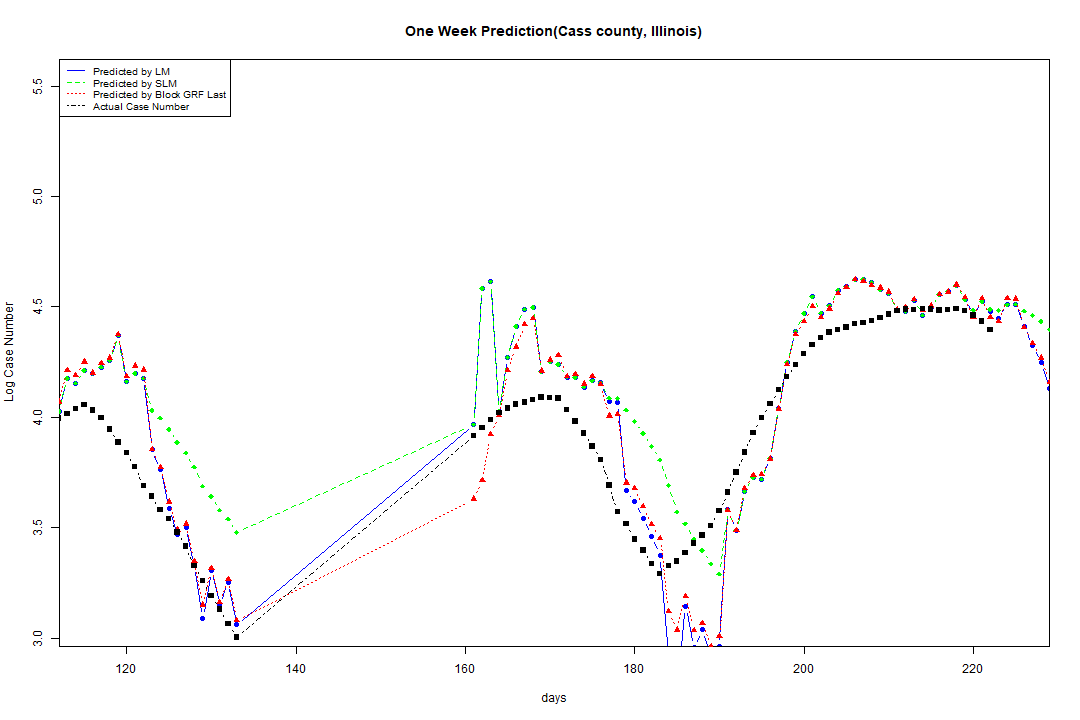 One Week Prediction(Cass county, Illinois)
Predicted by LM
Predicted by SLM
Predicted by Block GRF Last
Actual Case Number
5.5
5.0
4.5
4.0
3.5
3.0
Log Case Number
120 140 160 180 200 220
days